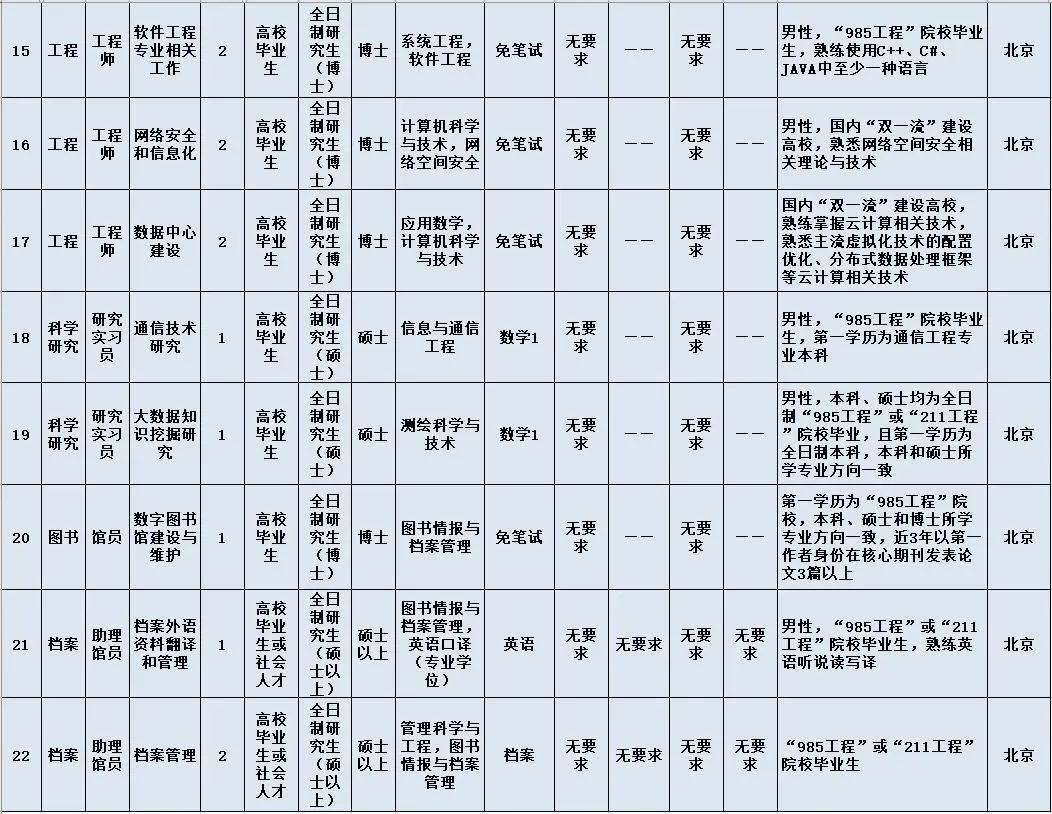 15 工程 工程师 软件工程专业相关工作 2 高校毕业生 全日制研究生（博士） 博士 系统工程，软件工程 免笔试 无要求 —— 无要求 —— 男性，“985工程”院校毕业生，熟练使用C++、C#、JAVA中至少一种语言 北京
16 工程 工程师 网络安全和信息化 2 高校毕业生 全日制研究生（博士） 博士 计算机科学与技术，网络空间安全 免笔试 无要求 —— 无要求 —— 男性，国内“双一流”建设高校，熟悉网络空间安全相关理论与技术 北京
17 工程 工程师 数据中心建设 2 高校毕业生 全日制研究生（博士） 博士 应用数学，计算机科学与技术 免笔试 无要求 —— 无要求 —— 国内“双一流”建设高校，熟练掌握云计算相关技术，熟悉主流虚拟化技术的配置优化、分布式数据处理框架等云计算相关技术 北京
18 科学研究 研究实习员 通信技术研究 1 高校毕业生 全日制研究生（硕士） 硕士 信息与通信工程 数学1 无要求 —— 无要求 —— 男性，“985工程”院校毕业生，第一学历为通信工程专业本科 北京
19 科学研究 研究实习员 大数据知识挖掘研究 1 高校毕业生 全日制研究生（硕士） 硕士 测绘科学与技术 数学1 无要求 —— 无要求 —— 男性，本科、硕士均为全日制“985工程”或“211工程”院校毕业，且第一学历为全日制本科，本科和硕士所学专业方向一致 北京
20 图书 馆员 数字图书馆建设与维护 1 高校毕业生 全日制研究生（博士） 博士 图书情报与档案管理 免笔试 无要求 —— 无要求 —— 第一学历为“985工程”院校，本科、硕士和博士所学专业方向一致，近3年以第一作者身份在核心期刊发表论文3篇以上 北京
21 档案 助理馆员 档案外语资料翻译和管理 1 高校毕业生或社会人才 全日制研究生（硕士以上） 硕士以上 图书情报与档案管理，英语口译（专业学位） 英语 无要求 无要求 无要求 无要求 男性，“985工程”或“211工程”院校毕业生，熟练英语听说读写译 北京
22 档案 助理馆员 档案管理 2 高校毕业生或社会人才 全日制研究生（硕士以上） 硕士以上 管理科学与工程，图书情报与档案管理 档案 无要求 无要求 无要求 无要求 “985工程”或“211工程”院校毕业生 北京